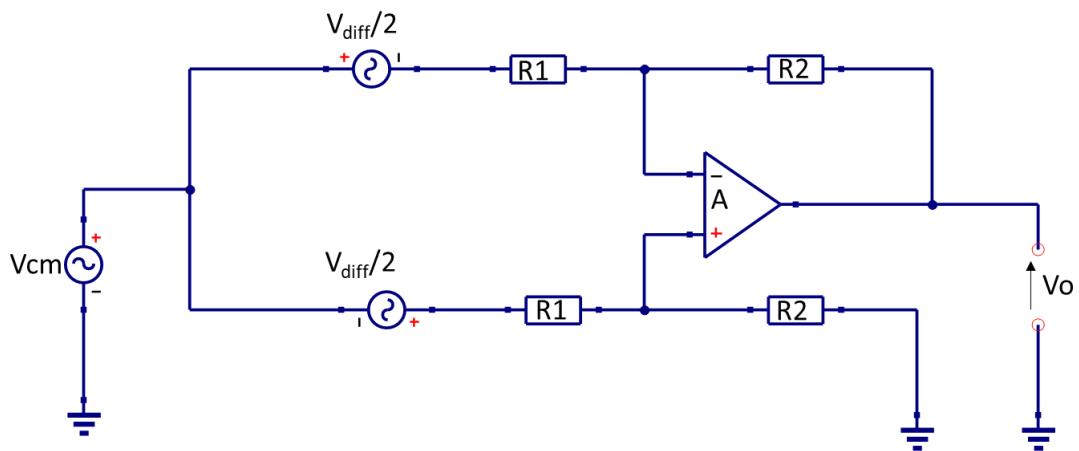 Vdiff/2
+ -
R1
R2
-
A
+
Vcm
+
-
Vdiff/2
- +
R1
R2
Vo